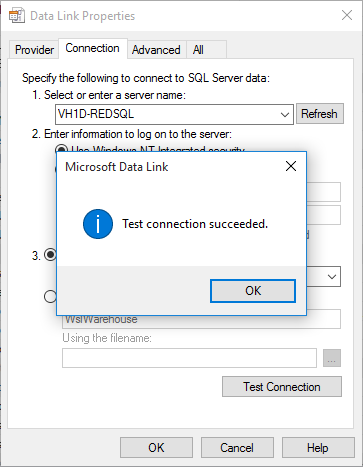 Data Link Properties
Provider Connection Advanced All
Specify the following to connect to SQL Server data:
1. Select or enter a server name:
VH1D-REDSQL Refresh
2. Enter information to log on to the server:
Use Windows NT Integrated security
Microsoft Data Link
Test connection succeeded.
OK
3.
WslWarehouse
Using the filename:
...
Test Connection
OK Cancel Help